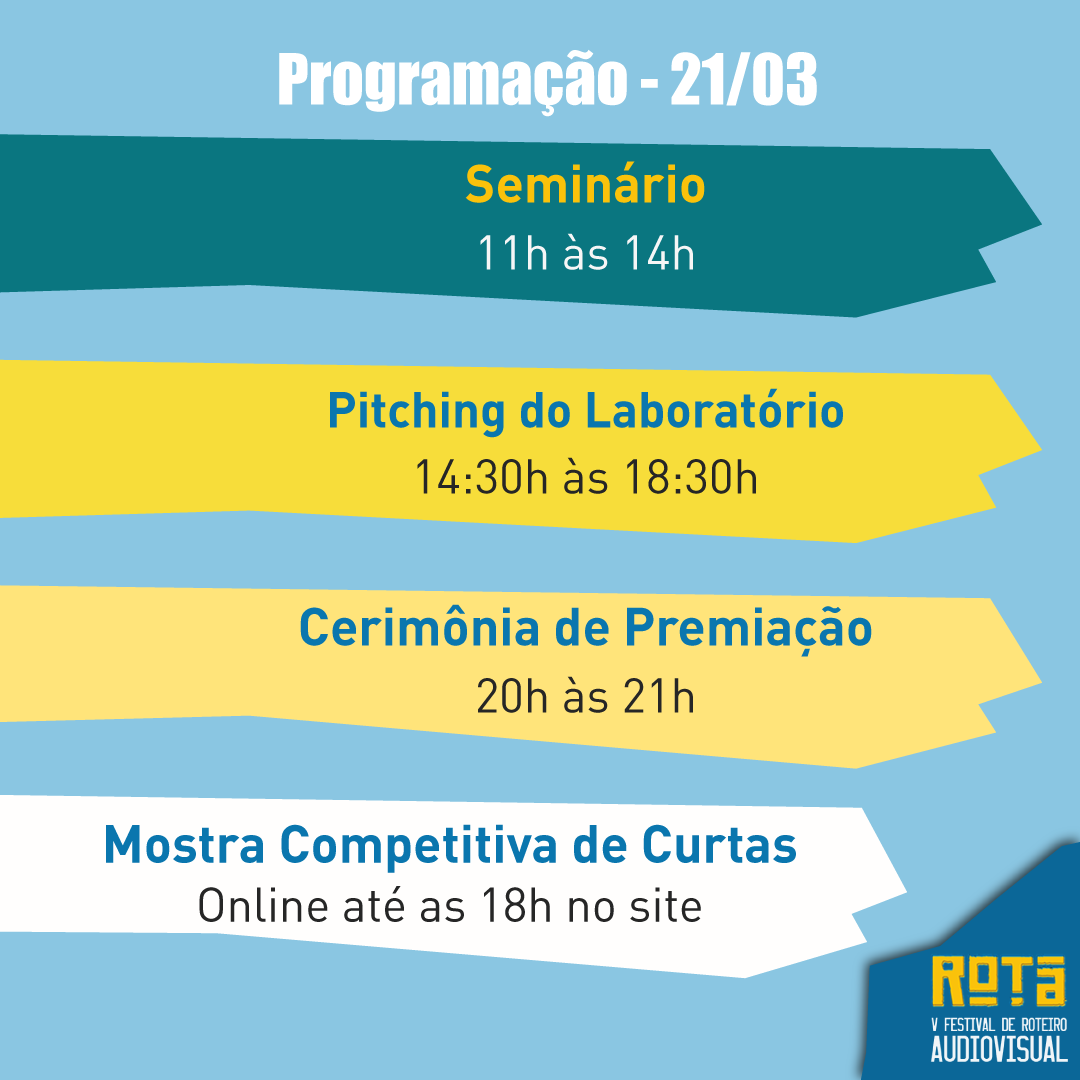 Programação - 21/03
Seminário
11h às 14h
Pitching do Laboratório
14:30h às 18:30h
Cerimônia de Premiação
20h às 21h
Mostra Competitiva de Curtas
Online até as 18h no site
ROTA
V FESTIVAL DE ROTEIRO
AUDIOVISUAL